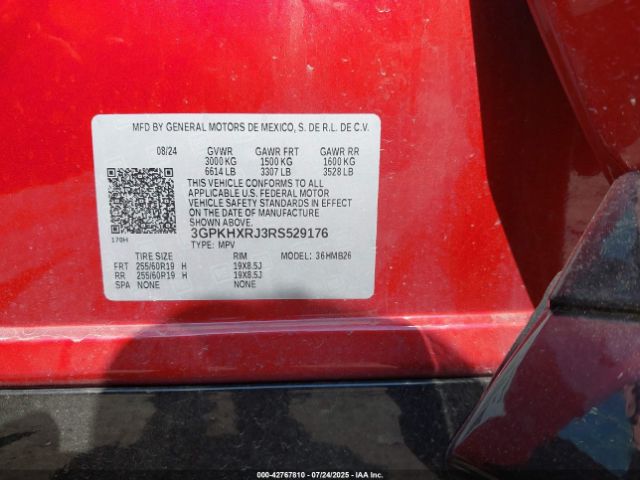 MFD BY GENERAL MOTORS DE MEXICO, S. DE R.L. DE C.V.
08/24 GVWR GAWR FRT GAWR RR
3000 KG 1500 KG 1600 KG
6614 LB 3307 LB 3528 LB
THIS VEHICLE CONFORMS TO ALL
APPLICABLE U.S. FEDERAL MOTOR
VEHICLE SAFETY STANDARDS IN EFFECT
ON THE DATE OF MANUFACTURE
SHOWN ABOVE.
170H
3GPKHXRJ3RS529176
TYPE: MPV
TIRE SIZE RIM MODEL: 36HMB26
FRT 255/60R19 H 19X8.5J
RR 255/60R19 H 19X8.5J
SPA NONE NONE
000-42767810 - 07/24/2025 - IAAI Inc.